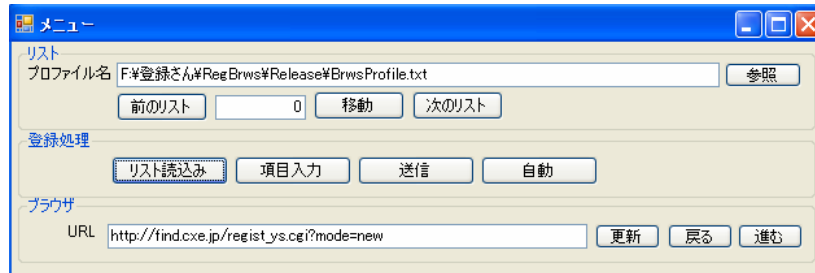 メニュー
リスト
プロファイル名 F:¥登録さん¥RegBrws¥Release¥BrwsProfile.txt 参照
前のリスト 0 移動 次のリスト
登録処理
リスト読込み 項目入力 送信 自動
ブラウザ
URL http://find.cxe.jp/regist_ys.cgi?mode=new 更新 戻る 進む